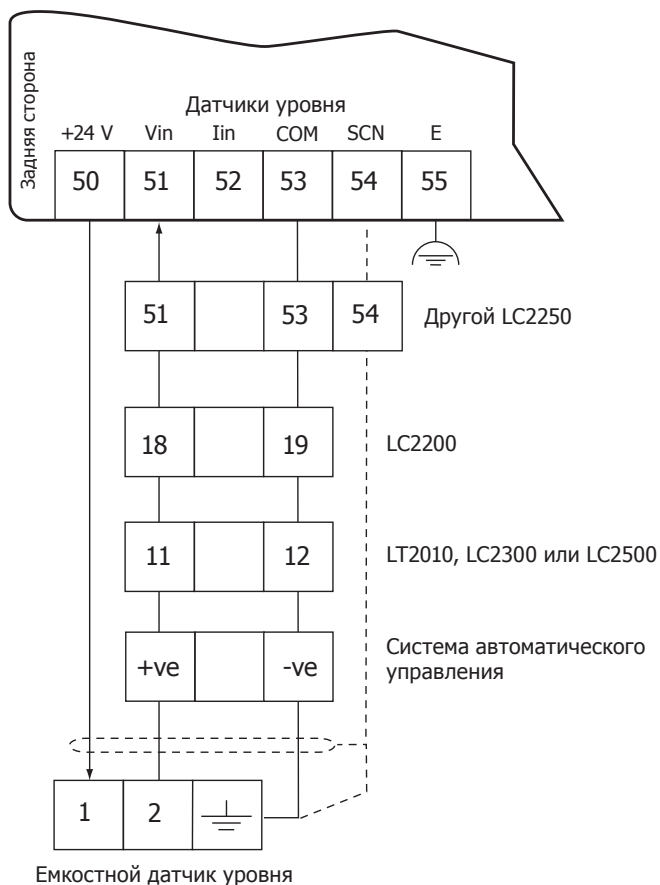 Задняя сторона
Датчики уровня
+24 V Vin Iin COM SCN E
50 51 52 53 54 55
51 53 54 Другой LC2250
18 19 LC2200
11 12 LT2010, LC2300 или LC2500
+ve -ve Система автоматического
управления
1 2
Емкостной датчик уровня